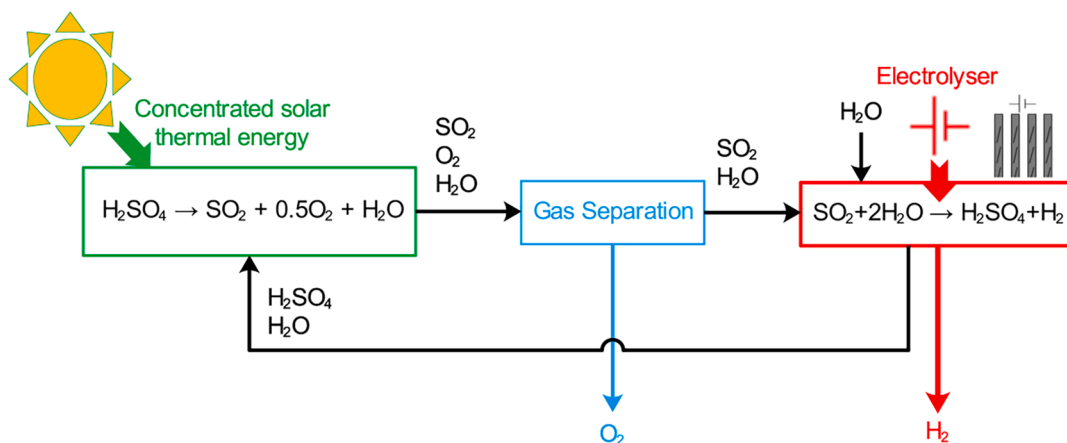 Concentrated solar
thermal energy
H₂SO₄ → SO₂ + 0.5O₂ + H₂O
SO₂
O₂
H₂O
Gas Separation
SO₂
H₂O
H₂O
Electrolyser
SO₂+2H₂O → H₂SO₄+H₂
H₂SO₄
H₂O
O₂
H₂